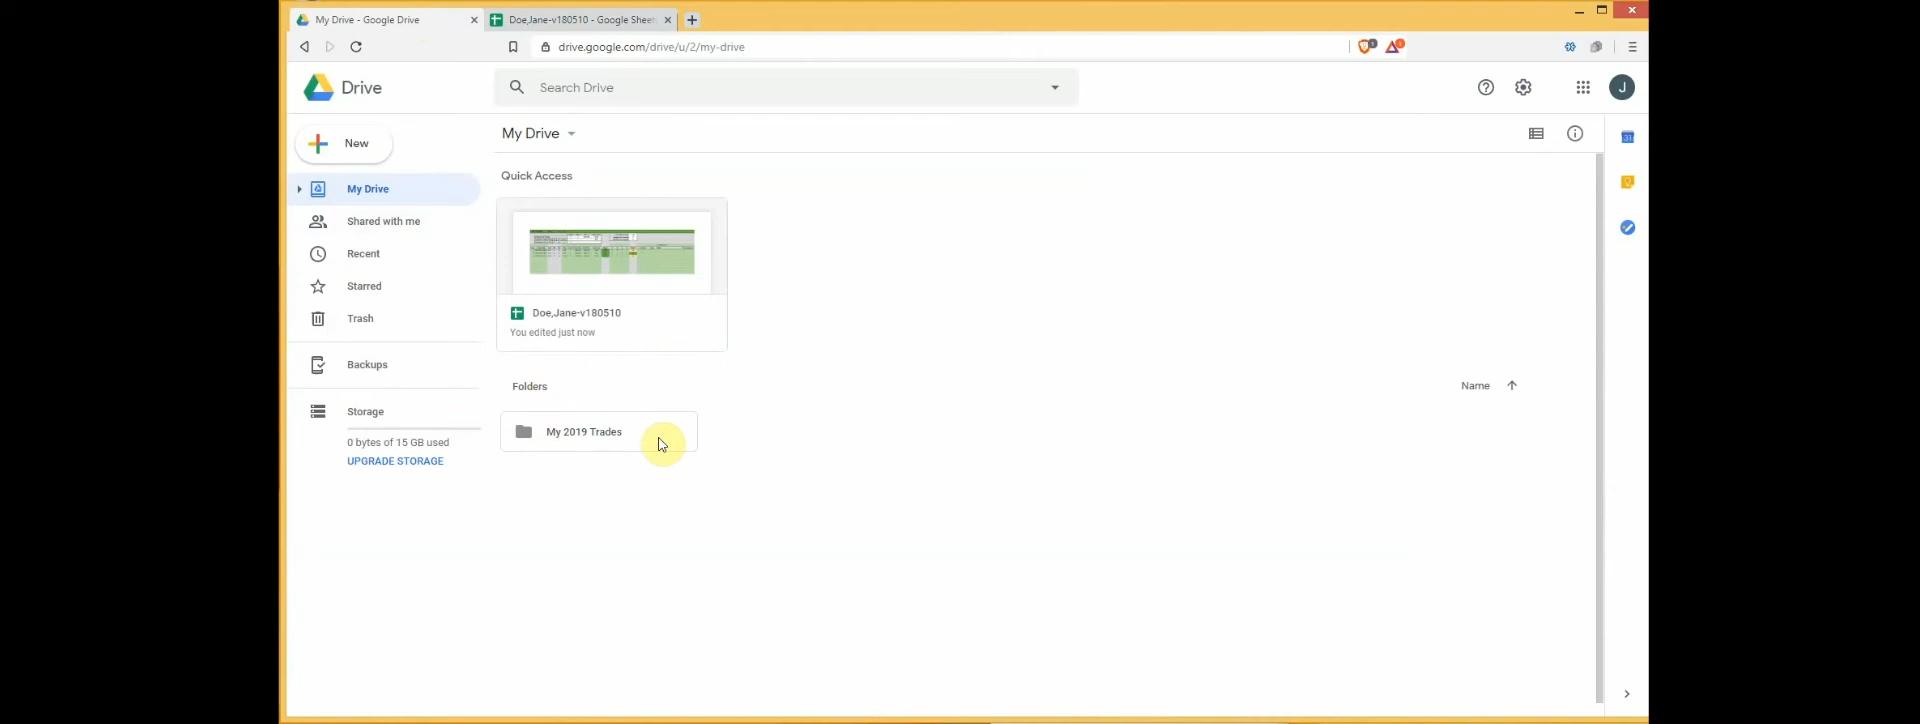 My Drive - Google Drive
Doe,Jane-v180510 - Google Sheet
drive.google.com/drive/u/2/my-drive
Drive
Search Drive
J
New
My Drive
31
Quick Access
My Drive
Shared with me
Recent
Starred
Trash
Doe,Jane-v180510
You edited just now
Backups
Folders
Name
Storage
0 bytes of 15 GB used
UPGRADE STORAGE
My 2019 Trades